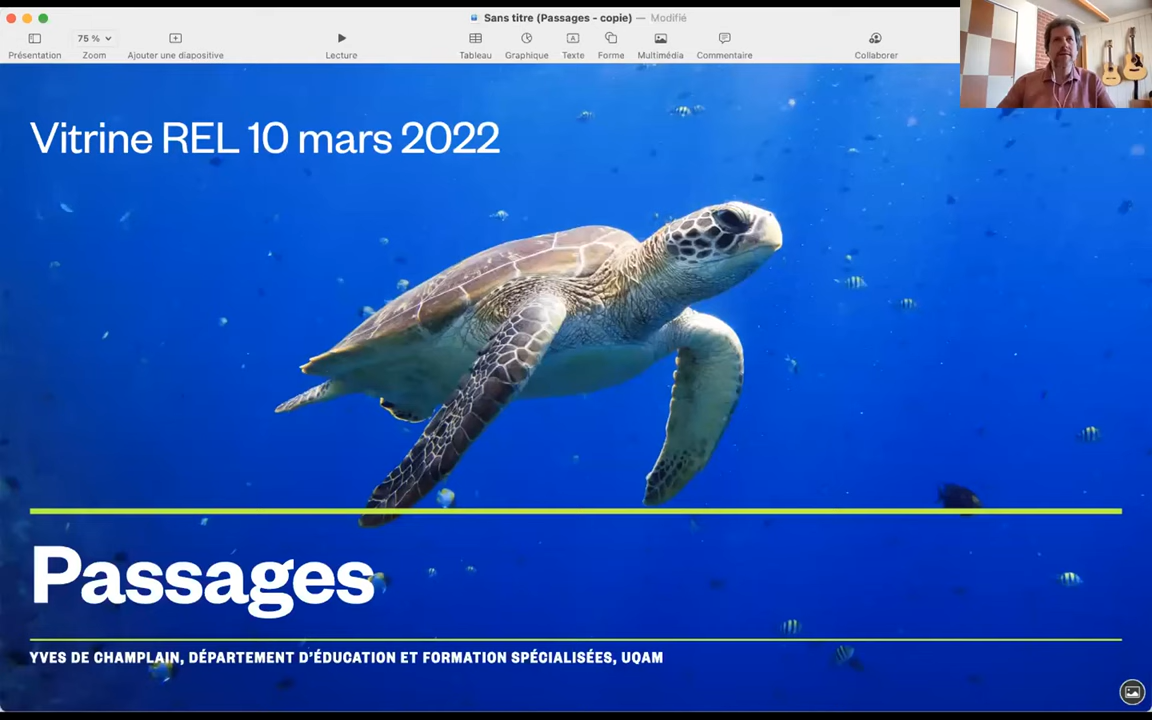 Sans titre (Passages - copie) — Modifié
75 %
Présentation
Zoom
Ajouter une diapositive
Lecture
Tableau
Graphique
Texte
Forme
Multimédia
Commentaire
Collaborer
Vitrine REL 10 mars 2022
Passages
YVES DE CHAMPLAIN, DÉPARTEMENT D'ÉDUCATION ET FORMATION SPÉCIALISÉES, UQAM